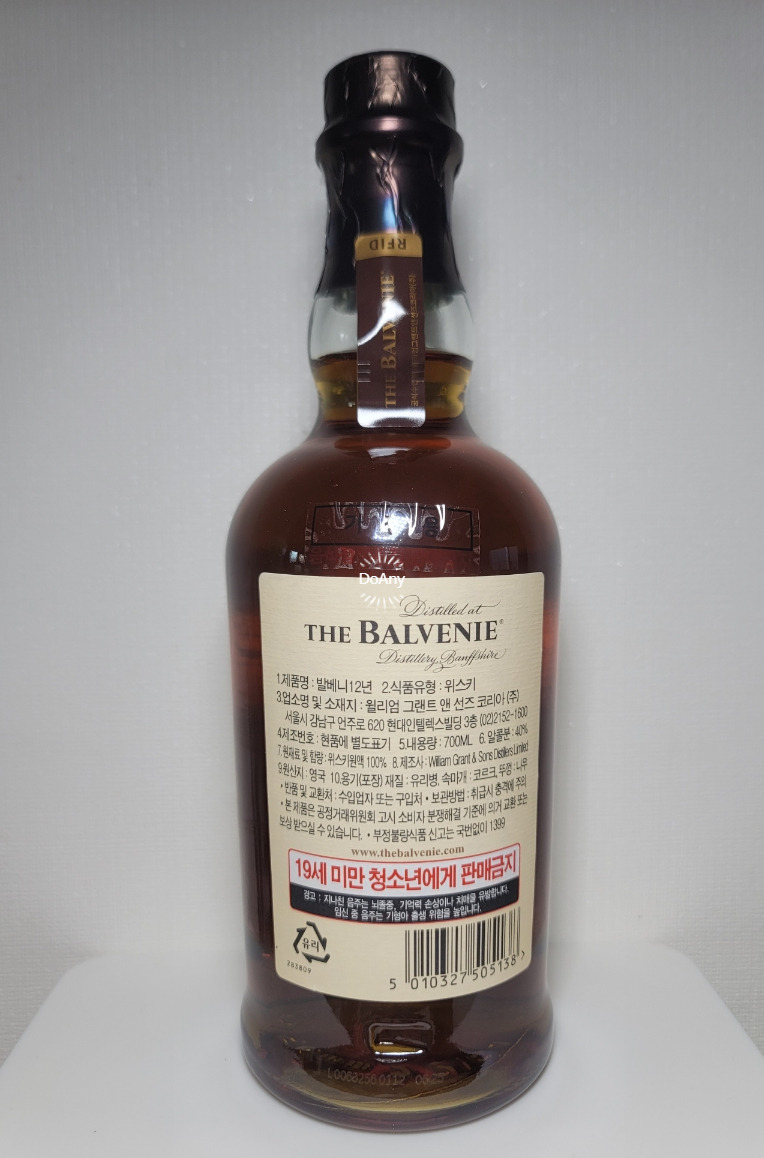 RFID
THE BALVENIE
DoAny
Distilled at
THE BALVENIE®
Distillery, Banffshire
1.제품명 : 발베니12년 2.식품유형 : 위스키
3.업소명 및 소재지 : 윌리엄 그랜트 앤 선즈 코리아 (주)
서울시 강남구 언주로 620 현대인텔렉스빌딩 3층 (02)2152-1600
4.제조번호 : 현품에 별도표기 5.내용량 : 700ML 6. 알콜분 : 40%
7. 원재료 및 함량 : 위스키원액 100% 8. 제조사 : William Grant & Sons Distillers Limited
9.원산지 : 영국 10.용기(포장) 재질 : 유리병, 속마개 : 코르크, 뚜껑 : 나무
• 반품 및 교환처 : 수입업자 또는 구입처 • 보관방법 : 취급시 충격에 주의
• 본 제품은 공정거래위원회 고시 소비자 분쟁해결 기준에 의거 교환 또는
보상 받으실 수 있습니다. • 부정불량식품 신고는 국번없이 1399
www.thebalvenie.com
19세 미만 청소년에게 판매금지
경고 : 지나친 음주는 뇌졸중, 기억력 손상이나 치매를 유발합니다.
임신 중 음주는 기형아 출생 위험을 높입니다.
유리
283809
5 010327 505138 >